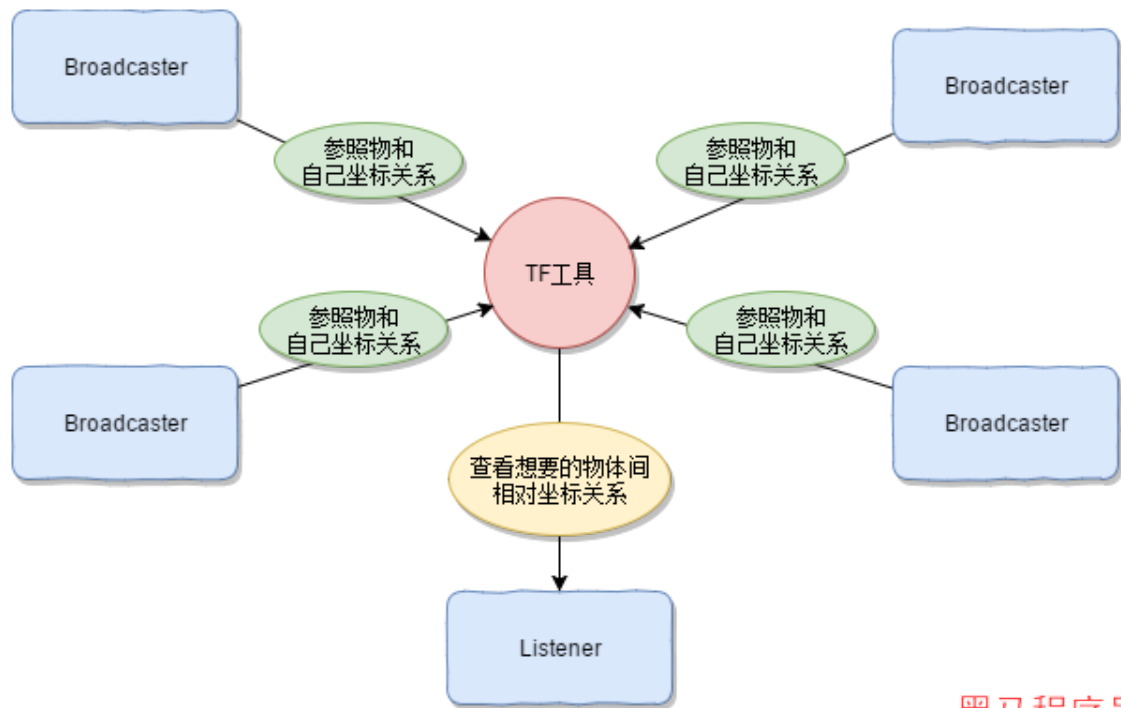 Broadcaster
Broadcaster
参照物和
自己坐标关系
参照物和
自己坐标关系
TF工具
参照物和
自己坐标关系
参照物和
自己坐标关系
Broadcaster
Broadcaster
查看想要的物体间
相对坐标关系
Listener